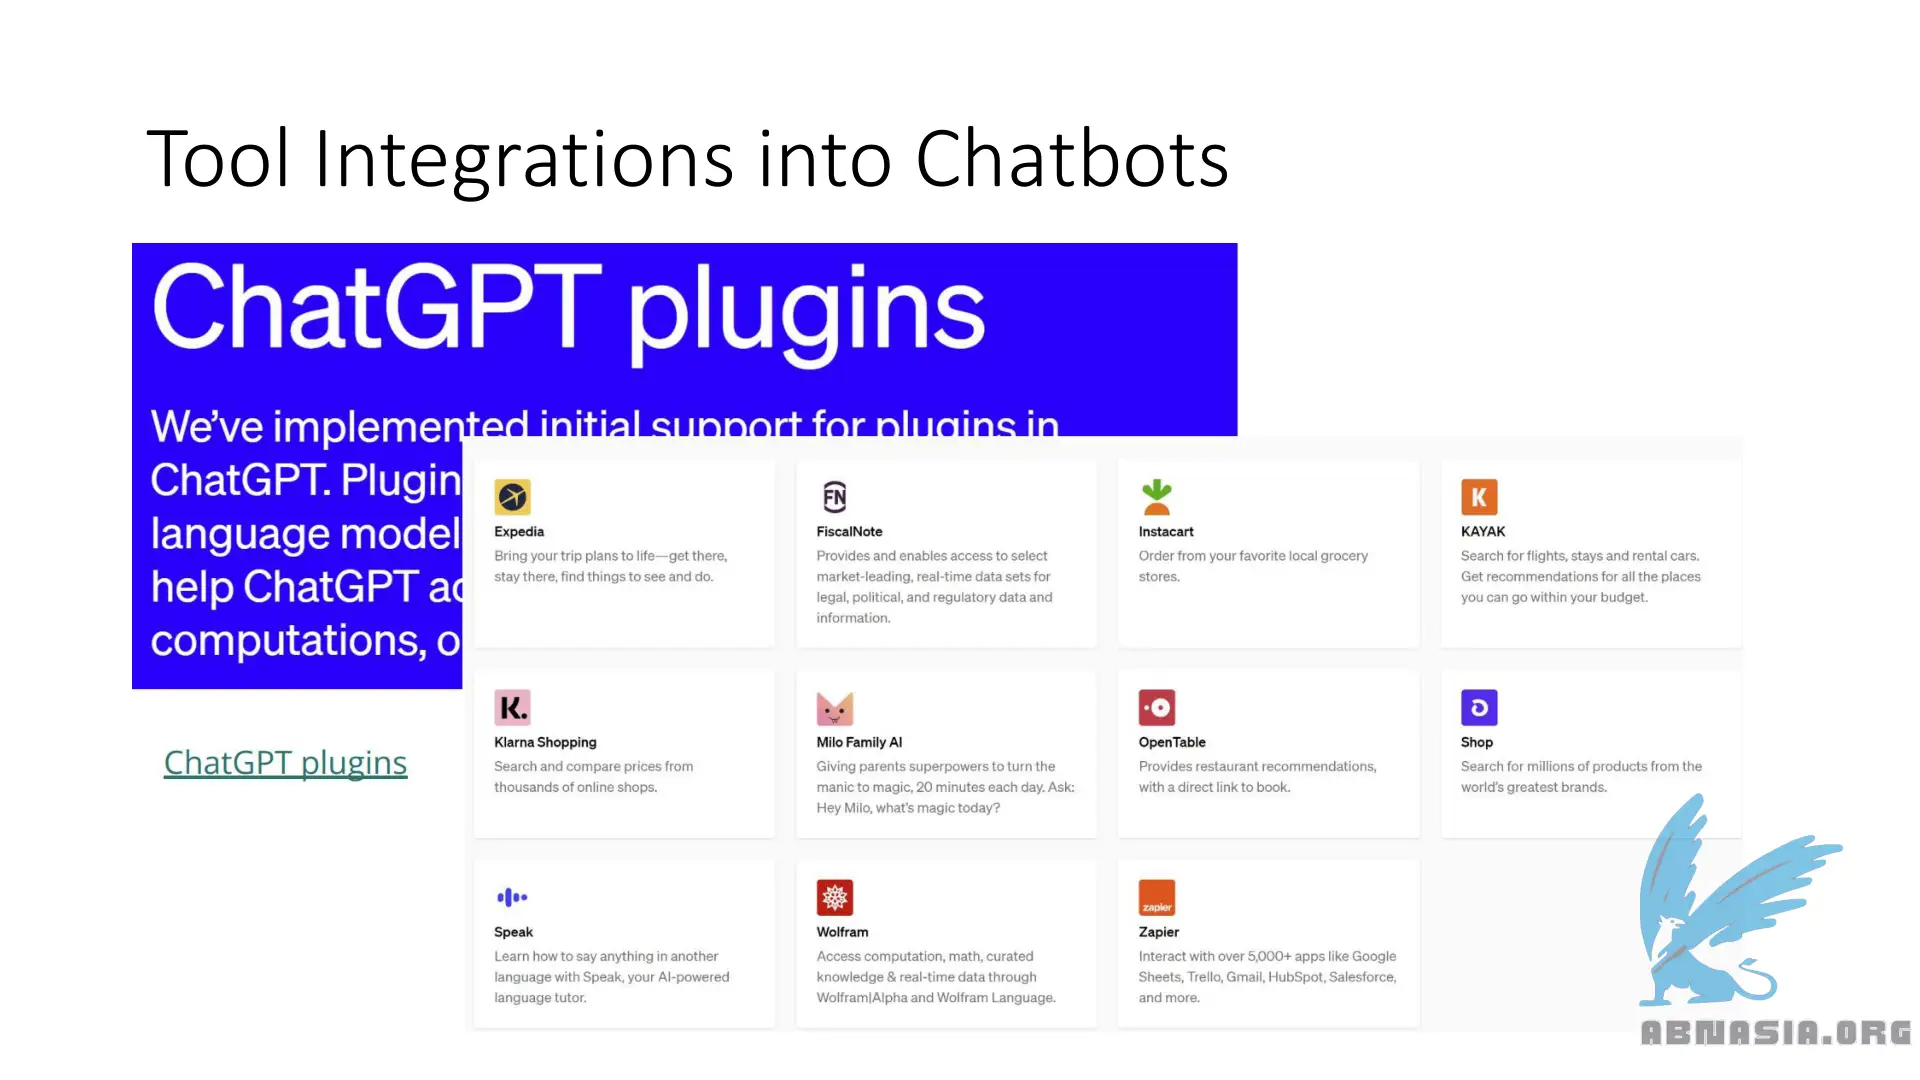 Tool Integrations into Chatbots
ChatGPT plugins
We've implemented initial support for plugins in
ChatGPT. Plugin
language model
help ChatGPT
computations,
ChatGPT plugins
Expedia
Bring your trip plans to life—get there,
stay there, find things to see and do.
FN
FiscalNote
Provides and enables access to select
market-leading, real-time data sets for
legal, political, and regulatory data and
information.
Instacart
Order from your favorite local grocery
stores.
K
KAYAK
Search for flights, stays and rental cars.
Get recommendations for all the places
you can go within your budget.
K.
Klarna Shopping
Search and compare prices from
thousands of online shops.
Milo Family AI
Giving parents superpowers to turn the
manic to magic, 20 minutes each day. Ask:
Hey Milo, what's magic today?
OpenTable
Provides restaurant recommendations,
with a direct link to book.
Shop
Search for millions of products from the
world's greatest brands.
Speak
Learn how to say anything in another
language with Speak, your AI-powered
language tutor.
Wolfram
Access computation, math, curated
knowledge & real-time data through
Wolfram|Alpha and Wolfram Language.
zapier
Zapier
Interact with over 5,000+ apps like Google
Sheets, Trello, Gmail, HubSpot, Salesforce,
and more.
ABNASIA.ORG